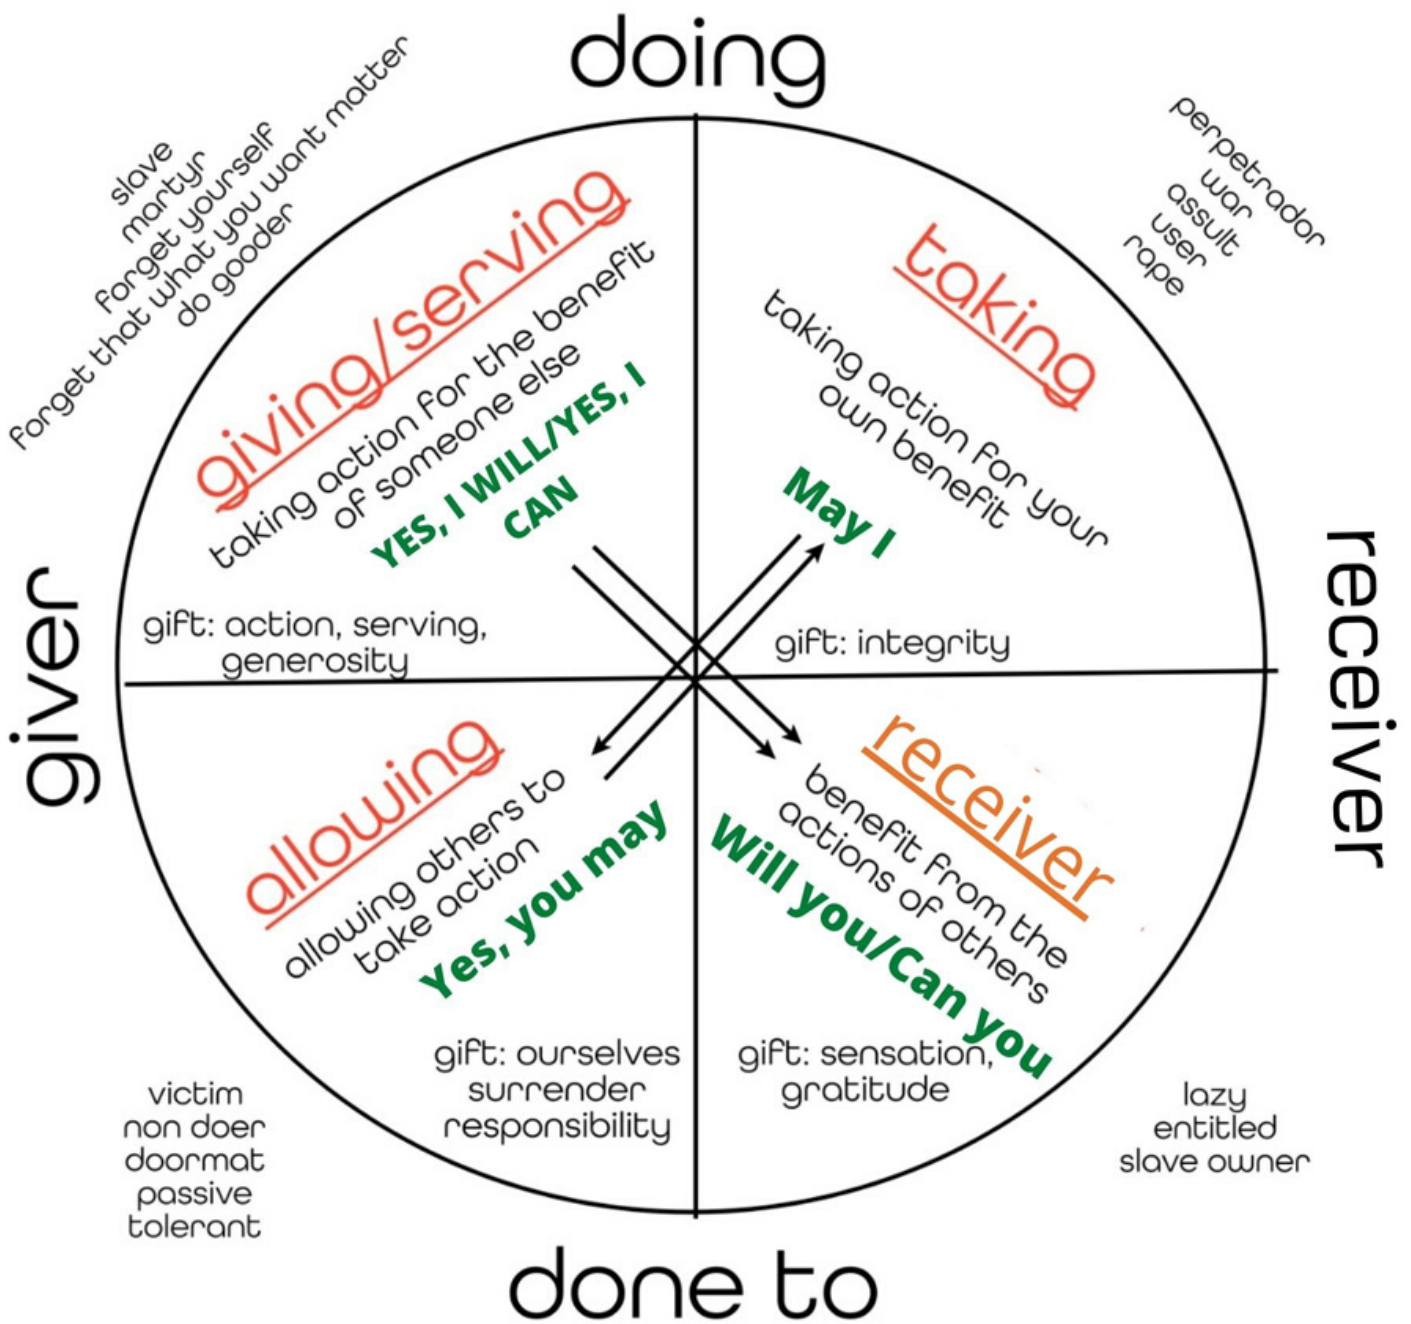 doing
slave
martyr
forget yourself
forget that what you want matter
do gooder
perpetrador
war
assult
user
rape
giving/serving
taking action for the benefit
of someone else
YES, I WILL/YES, I
CAN
gift: action, serving,
generosity
taking
taking action for your
own benefit
May I
gift: integrity
giver
receiver
allowing
allowing others to
take action
Yes, you may
gift: ourselves
surrender
responsibility
receiver
benefit from the
actions of others
Will you/Can you
gift: sensation,
gratitude
victim
non doer
doormat
passive
tolerant
lazy
entitled
slave owner
done to